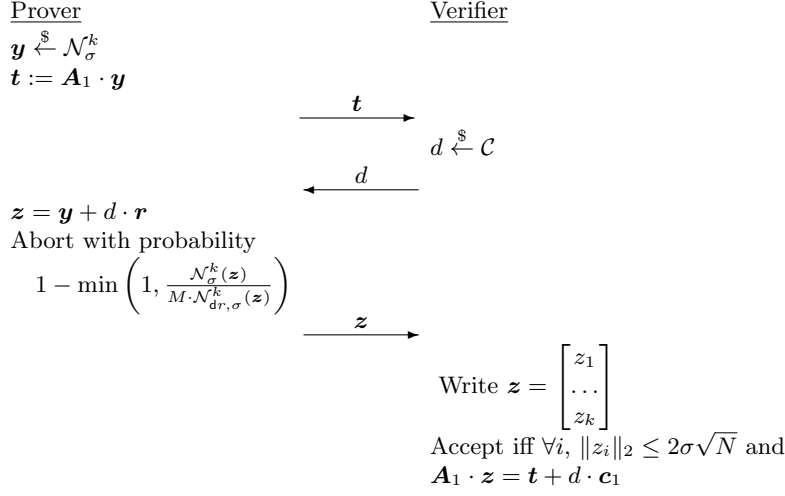 Prover Verifier
y $← N_σ^k
t := A_1 · y
t
d $← C
d
z = y + d · r
Abort with probability
1 − min(1, N_σ^k(z) / M·N_{dr,σ}^k(z))
z
Write z = [z_1 … z_k]
Accept iff ∀i, ‖z_i‖_2 ≤ 2σ√N and
A_1 · z = t + d · c_1